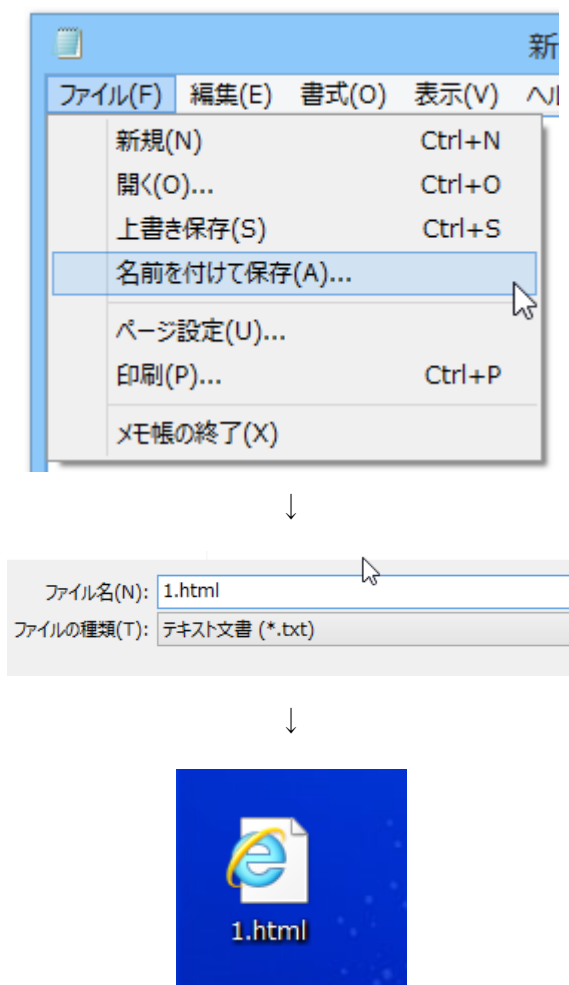 新
ファイル(F) 編集(E) 書式(O) 表示(V)
新規(N) Ctrl+N
開く(O)... Ctrl+O
上書き保存(S) Ctrl+S
名前を付けて保存(A)...
ページ設定(U)...
印刷(P)... Ctrl+P
メモ帳の終了(X)
↓
ファイル名(N): 1.html
ファイルの種類(T): テキスト文書 (*.txt)
↓
1.html